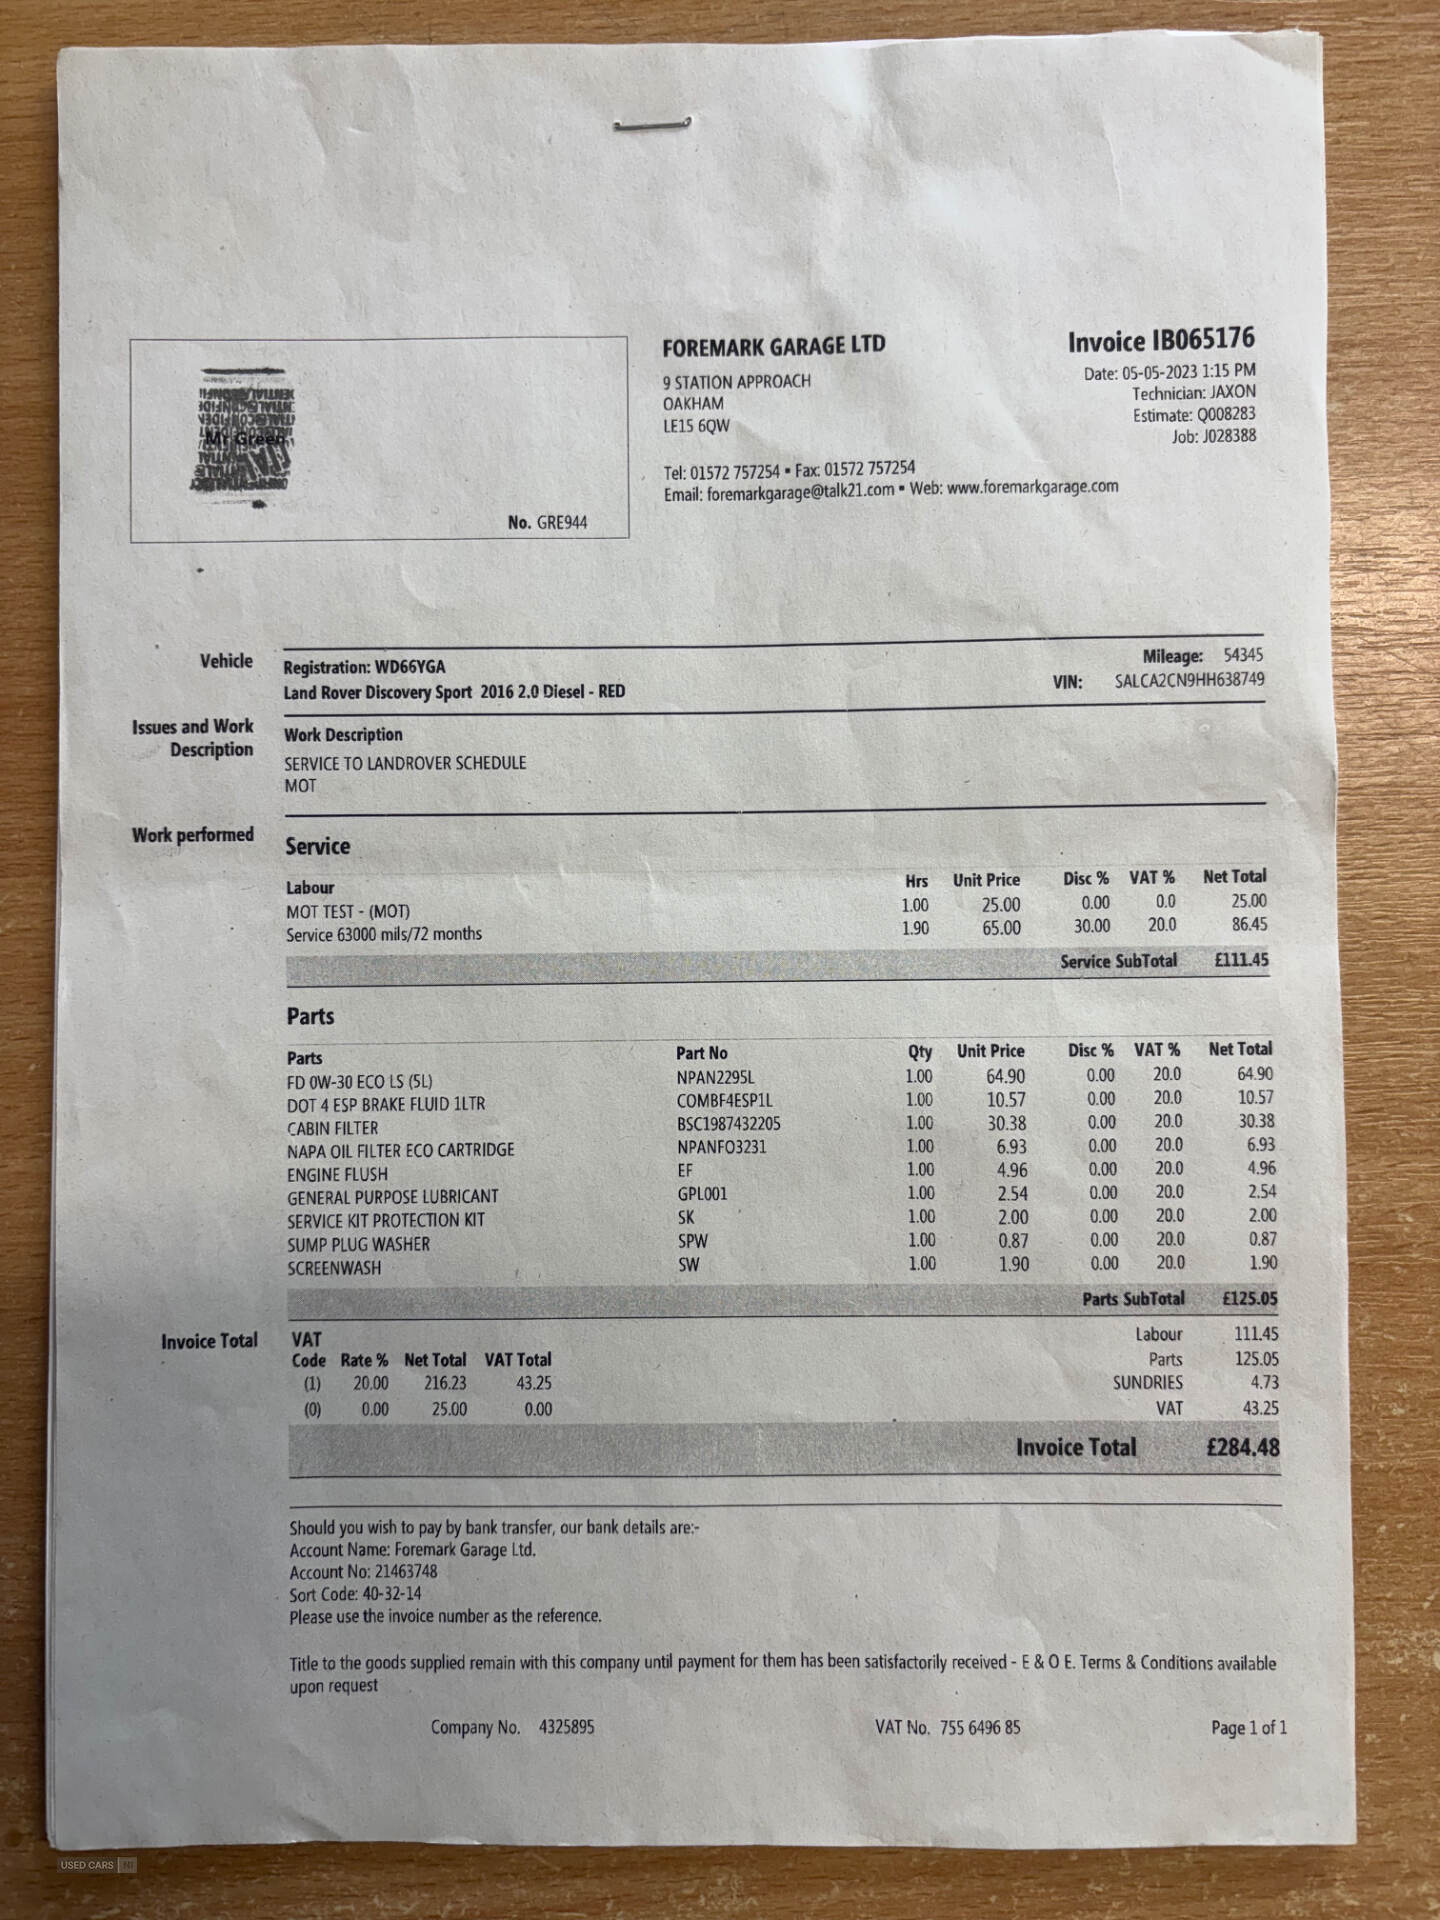 FOREMARK GARAGE LTD
9 STATION APPROACH
OAKHAM
LE15 6QW
Tel: 01572 757254 ▪ Fax: 01572 757254
Email: foremarkgarage@talk21.com ▪ Web: www.foremarkgarage.com
Invoice IB065176
Date: 05-05-2023 1:15 PM
Technician: JAXON
Estimate: Q008283
Job: J028388
Mr Green
No. GRE944
Vehicle
Registration: WD66YGA
Land Rover Discovery Sport 2016 2.0 Diesel - RED
Mileage: 54345
VIN: SALCA2CN9HH638749
Issues and Work
Description
Work Description
SERVICE TO LANDROVER SCHEDULE
MOT
Work performed
Service
Labour Hrs Unit Price Disc % VAT % Net Total
MOT TEST - (MOT) 1.00 25.00 0.00 0.0 25.00
Service 63000 mils/72 months 1.90 65.00 30.00 20.0 86.45
Service SubTotal £111.45
Parts
Parts Part No Qty Unit Price Disc % VAT % Net Total
FD 0W-30 ECO LS (5L) NPAN2295L 1.00 64.90 0.00 20.0 64.90
DOT 4 ESP BRAKE FLUID 1LTR COMBF4ESP1L 1.00 10.57 0.00 20.0 10.57
CABIN FILTER BSC1987432205 1.00 30.38 0.00 20.0 30.38
NAPA OIL FILTER ECO CARTRIDGE NPANFO3231 1.00 6.93 0.00 20.0 6.93
ENGINE FLUSH EF 1.00 4.96 0.00 20.0 4.96
GENERAL PURPOSE LUBRICANT GPL001 1.00 2.54 0.00 20.0 2.54
SERVICE KIT PROTECTION KIT SK 1.00 2.00 0.00 20.0 2.00
SUMP PLUG WASHER SPW 1.00 0.87 0.00 20.0 0.87
SCREENWASH SW 1.00 1.90 0.00 20.0 1.90
Parts SubTotal £125.05
Invoice Total
VAT
Code Rate % Net Total VAT Total
(1) 20.00 216.23 43.25
(0) 0.00 25.00 0.00
Labour 111.45
Parts 125.05
SUNDRIES 4.73
VAT 43.25
Invoice Total £284.48
Should you wish to pay by bank transfer, our bank details are:-
Account Name: Foremark Garage Ltd.
Account No: 21463748
Sort Code: 40-32-14
Please use the invoice number as the reference.
Title to the goods supplied remain with this company until payment for them has been satisfactorily received - E & O E. Terms & Conditions available
upon request
Company No. 4325895
VAT No. 755 6496 85
Page 1 of 1
USED CARS NI